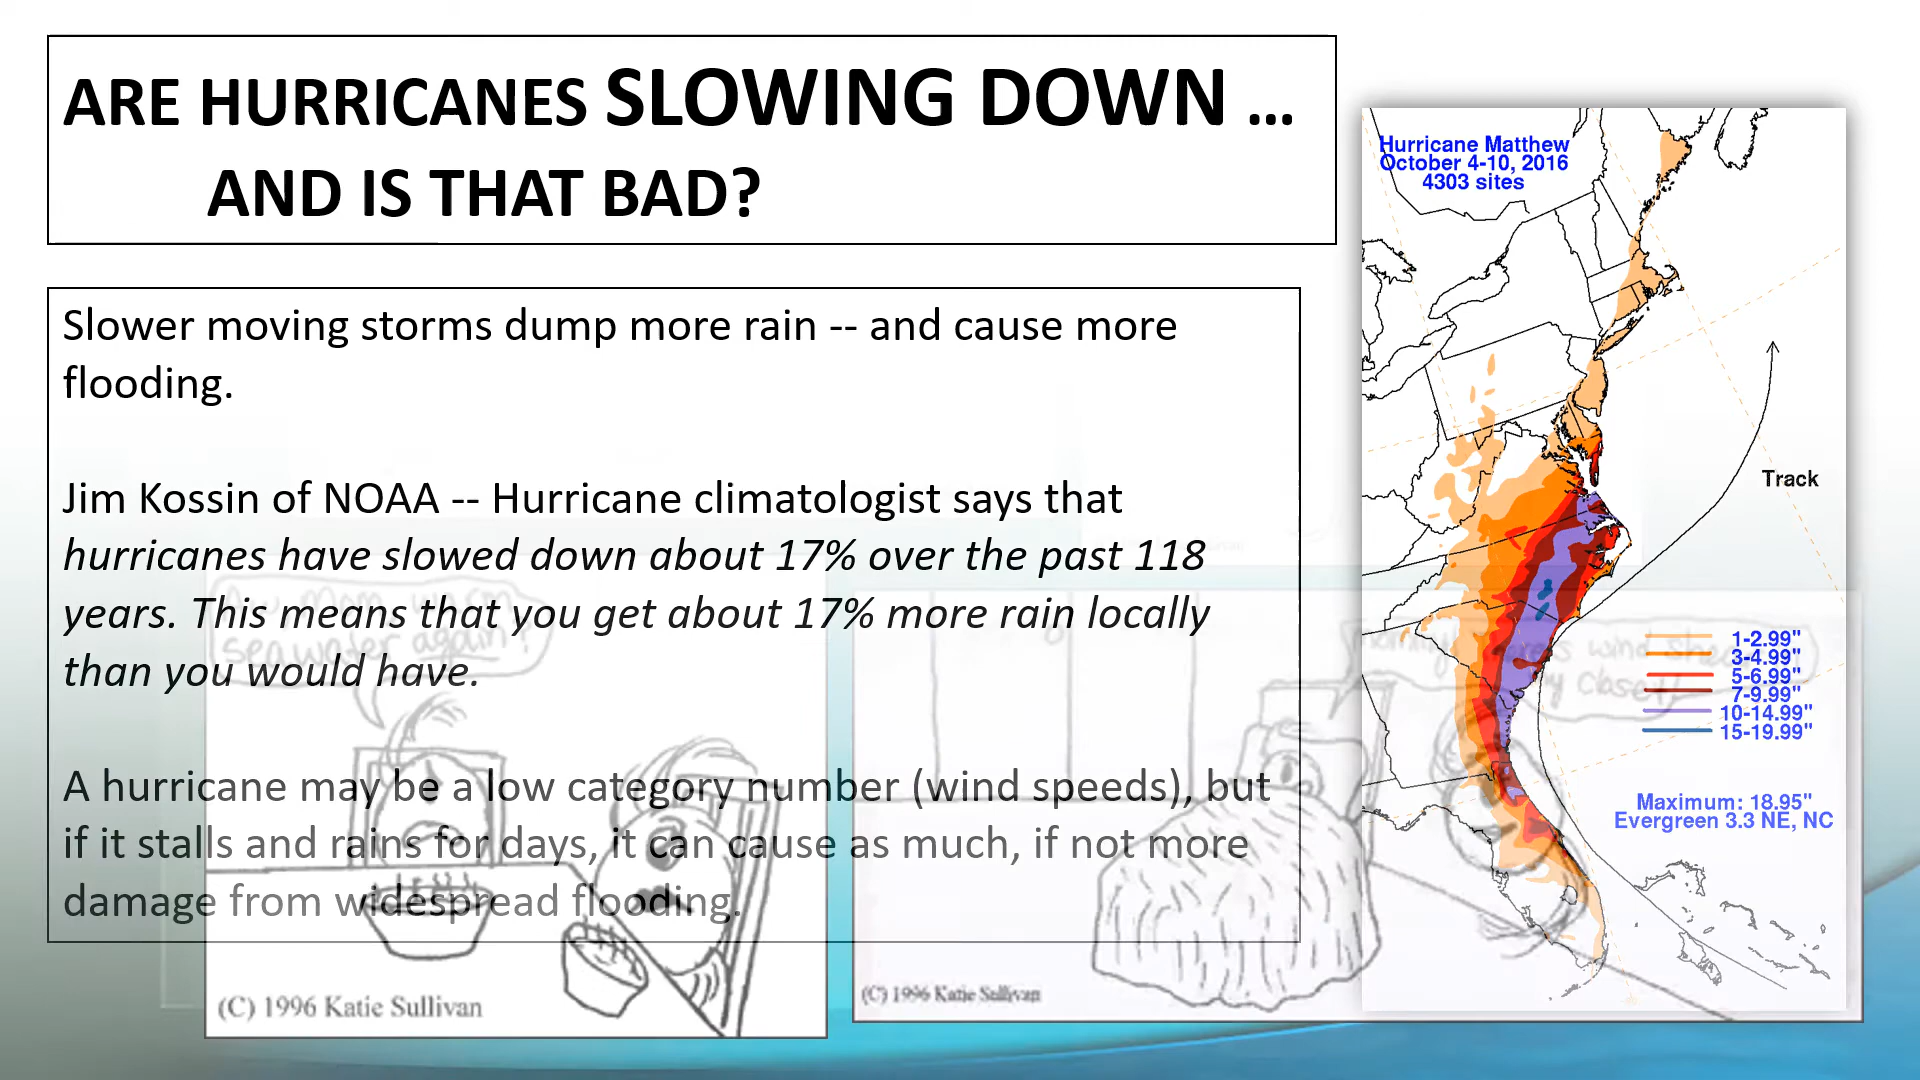 ARE HURRICANES SLOWING DOWN ...
AND IS THAT BAD?
Slower moving storms dump more rain -- and cause more
flooding.
Jim Kossin of NOAA -- Hurricane climatologist says that
hurricanes have slowed down about 17% over the past 118
years. This means that you get about 17% more rain locally
than you would have.
A hurricane may be a low category number (wind speeds), but
if it stalls and rains for days, it can cause as much, if not more
damage from widespread flooding.
Hurricane Matthew
October 4-10, 2016
4303 sites
Track
1-2.99"
3-4.99"
5-6.99"
7-9.99"
10-14.99"
15-19.99"
Maximum: 18.95"
Evergreen 3.3 NE, NC
sea water again?
(C) 1996 Katie Sullivan
(C) 1996 Katie Sullivan